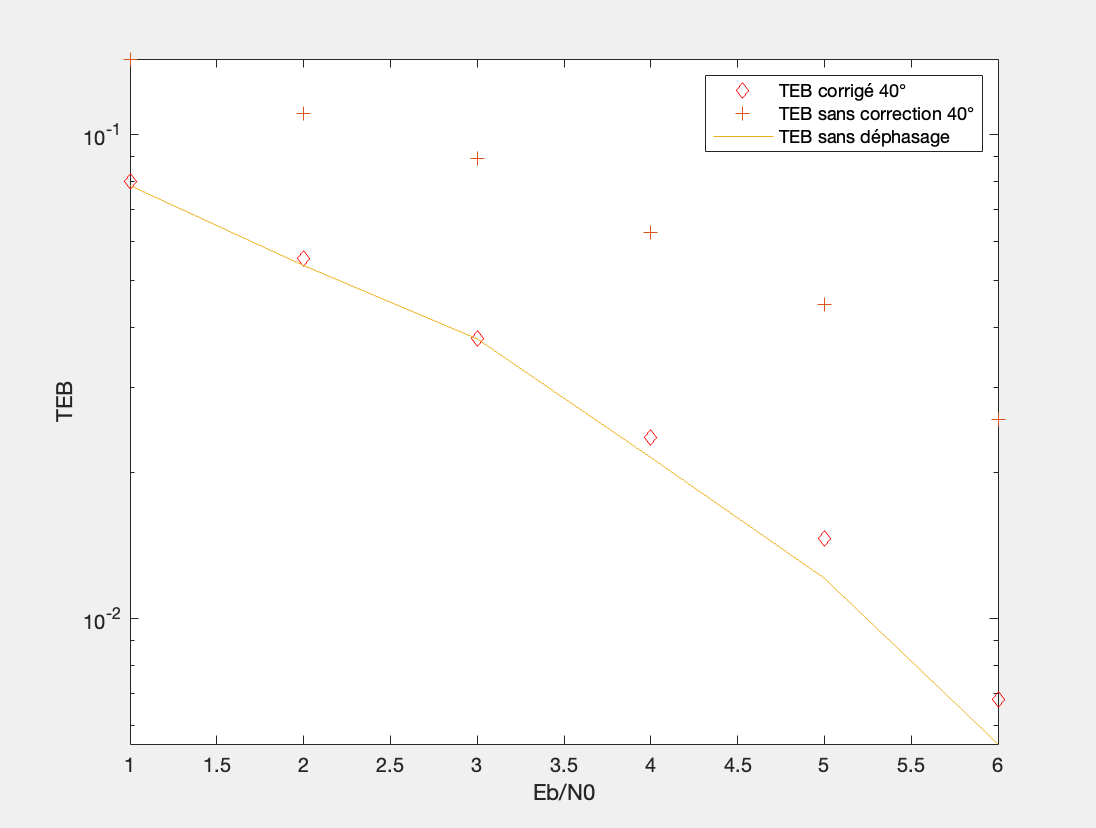 TEB corrigé 40°
TEB sans correction 40°
TEB sans déphasage
10-1
10-2
TEB
1 1.5 2 2.5 3 3.5 4 4.5 5 5.5 6
Eb/N0